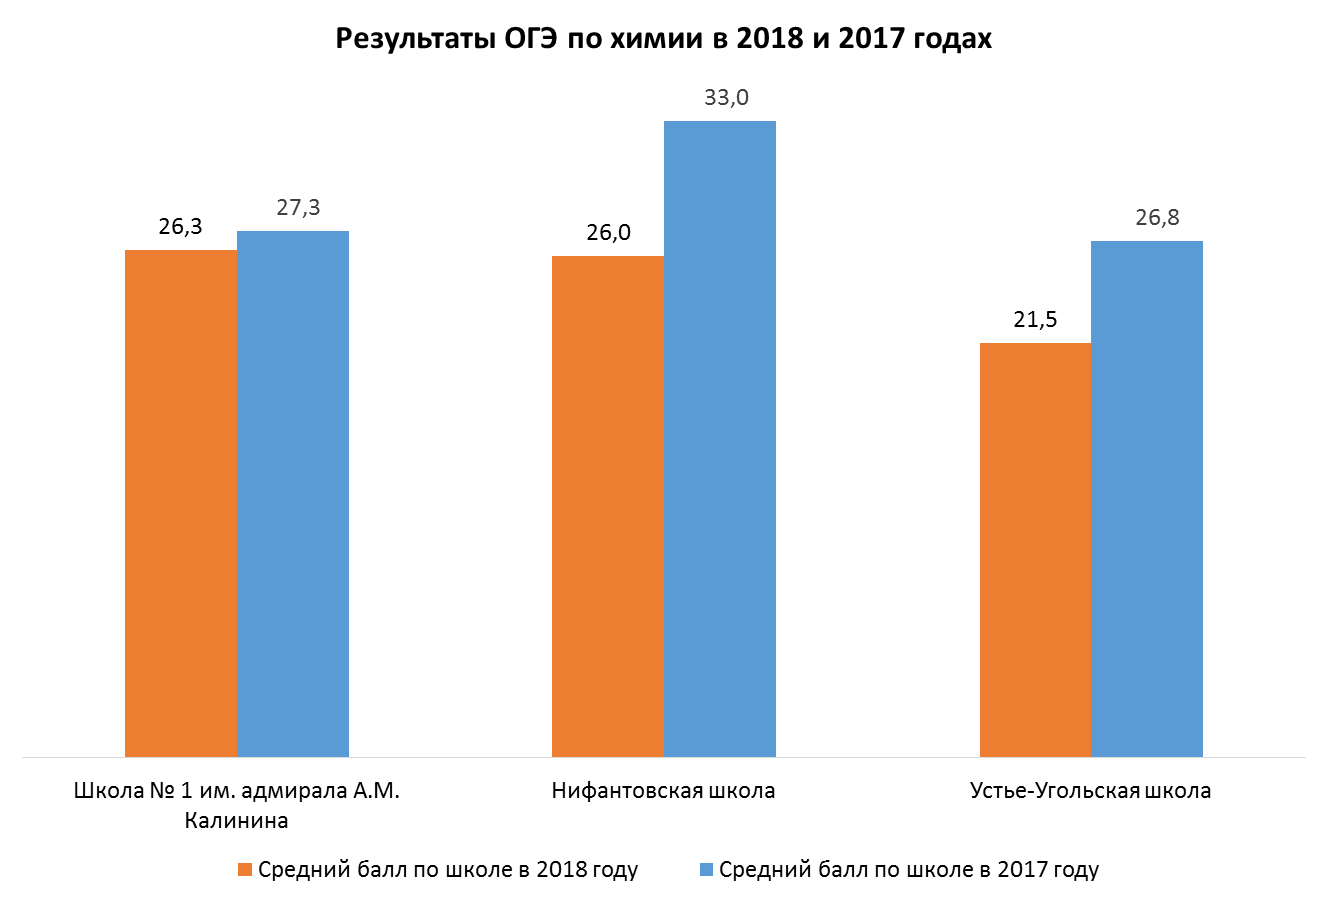 Результаты ОГЭ по химии в 2018 и 2017 годах
33,0
27,3
26,3
26,0
26,8
21,5
Школа № 1 им. адмирала А.М.
Калинина
Нифантовская школа
Устье-Угольская школа
Средний балл по школе в 2018 году
Средний балл по школе в 2017 году